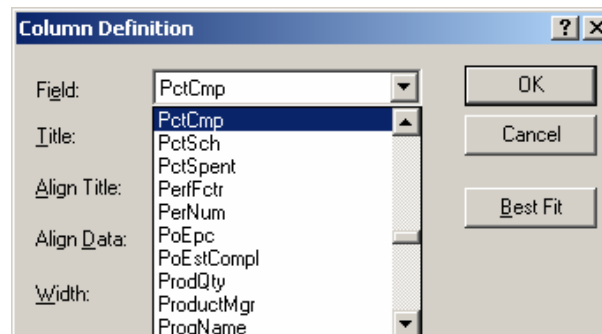 Column Definition
Field: PctCmp OK
PctCmp
Title: PctSch Cancel
PctSpent
Align Title: PerfFctr
PerNum Best Fit
Align Data: PoEpc
PoEstCompl
Width: ProdQty
ProductMgr
ProgName